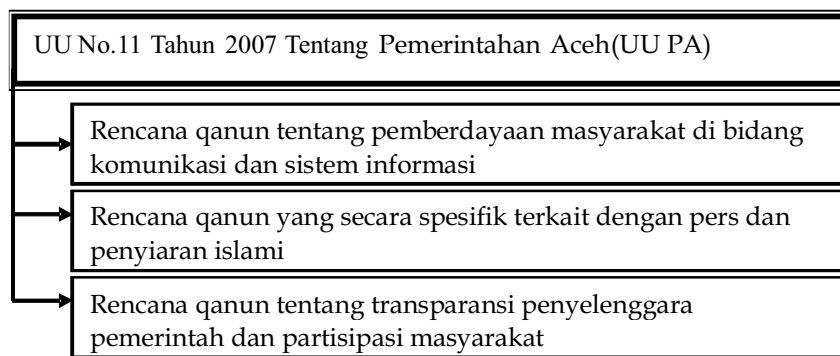 UU No.11 Tahun 2007 Tentang Pemerintahan Aceh(UU PA)
Rencana qanun tentang pemberdayaan masyarakat di bidang
komunikasi dan sistem informasi
Rencana qanun yang secara spesifik terkait dengan pers dan
penyiaran islami
Rencana qanun tentang transparansi penyelenggara
pemerintah dan partisipasi masyarakat